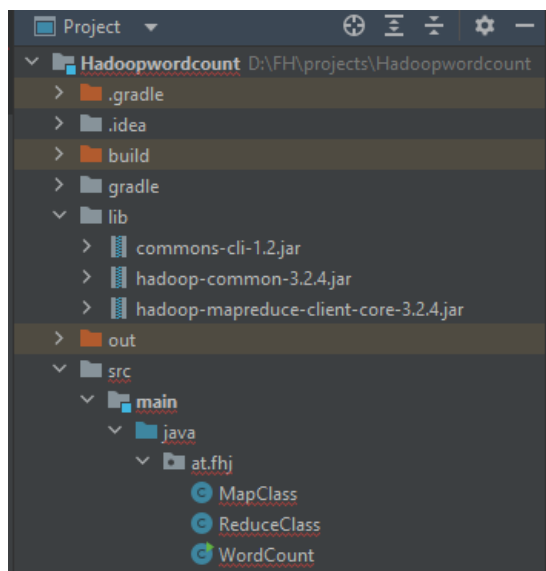 Project
Hadoopwordcount D:\FH\projects\Hadoopwordcount
.gradle
.idea
build
gradle
lib
commons-cli-1.2.jar
hadoop-common-3.2.4.jar
hadoop-mapreduce-client-core-3.2.4.jar
out
src
main
java
at.fhj
C MapClass
C ReduceClass
C WordCount